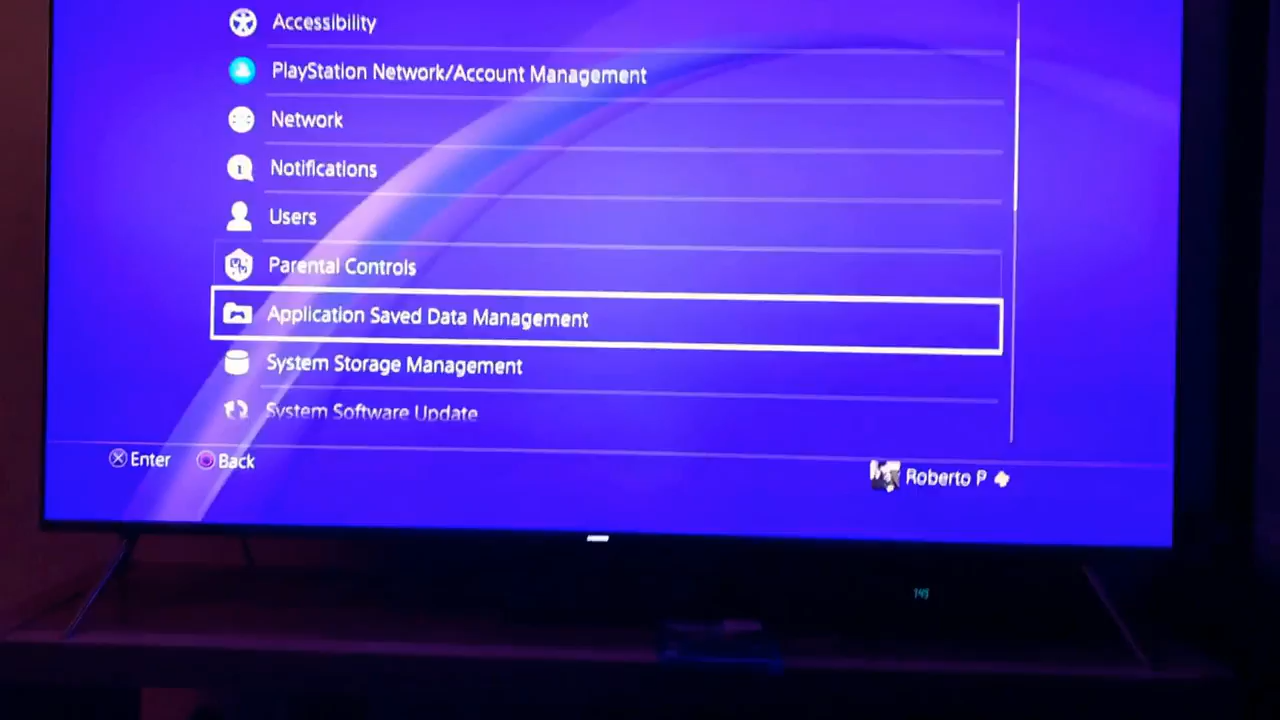 Accessibility
PlayStation Network/Account Management
Network
Notifications
Users
Parental Controls
Application Saved Data Management
System Storage Management
System Software Update
Enter Back
Roberto P